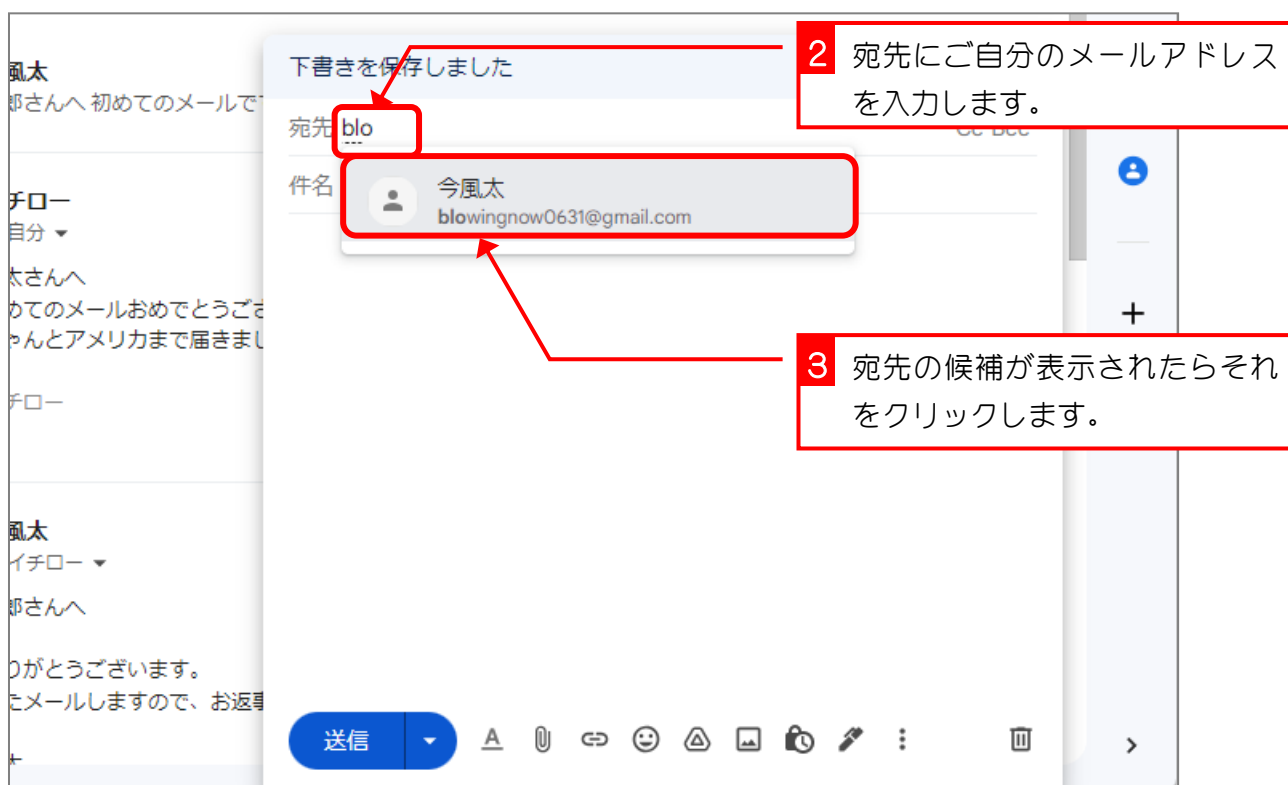 下書きを保存しました
2 宛先にご自分のメールアドレス
を入力します。
宛先 blo
件名
今風太
blowingnow0631@gmail.com
3 宛先の候補が表示されたらそれ
をクリックします。
送信
風太
郎さんへ 初めてのメールで
チロー
自分
太さんへ
めてのメールおめでとうござ
ゃんとアメリカまで届きまし
チロー
風太
イチロー
郎さんへ
りがとうございます。
たメールしますので、お返事